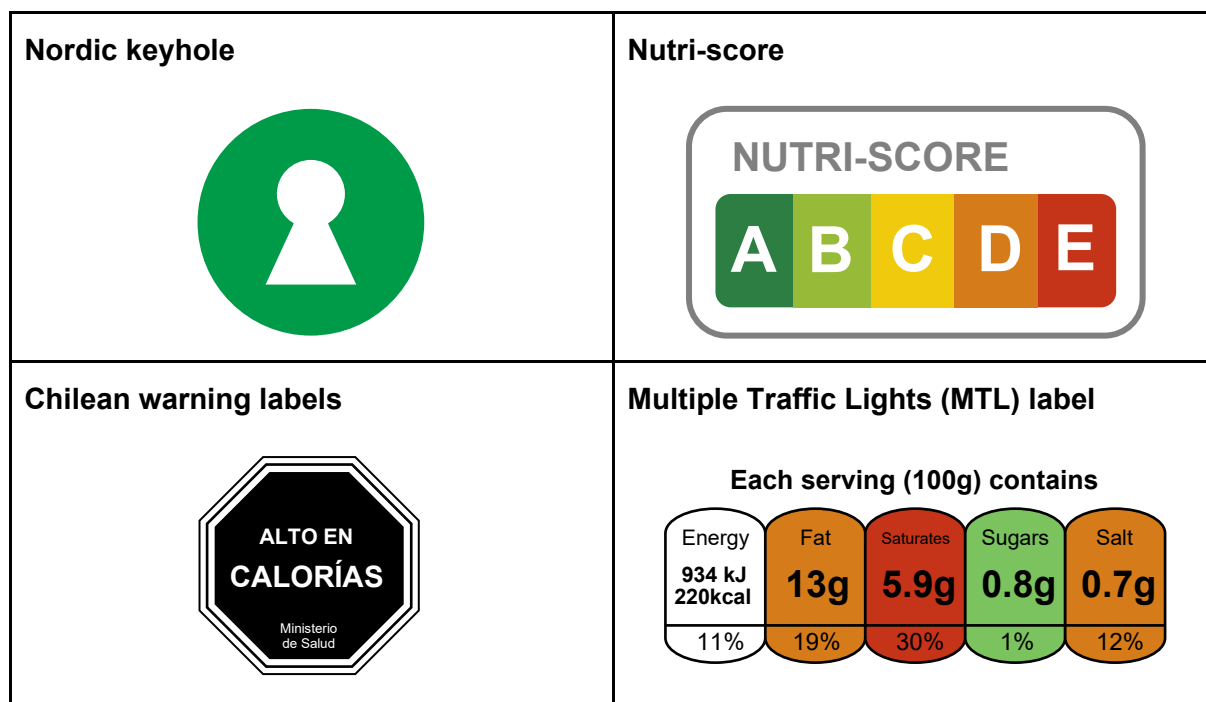 Nordic keyhole
Nutri-score
NUTRI-SCORE
A B C D E
Chilean warning labels
ALTO EN
CALORÍAS
Ministerio
de Salud
Multiple Traffic Lights (MTL) label
Each serving (100g) contains
Energy Fat Saturates Sugars Salt
934 kJ
220kcal 13g 5.9g 0.8g 0.7g
11% 19% 30% 1% 12%